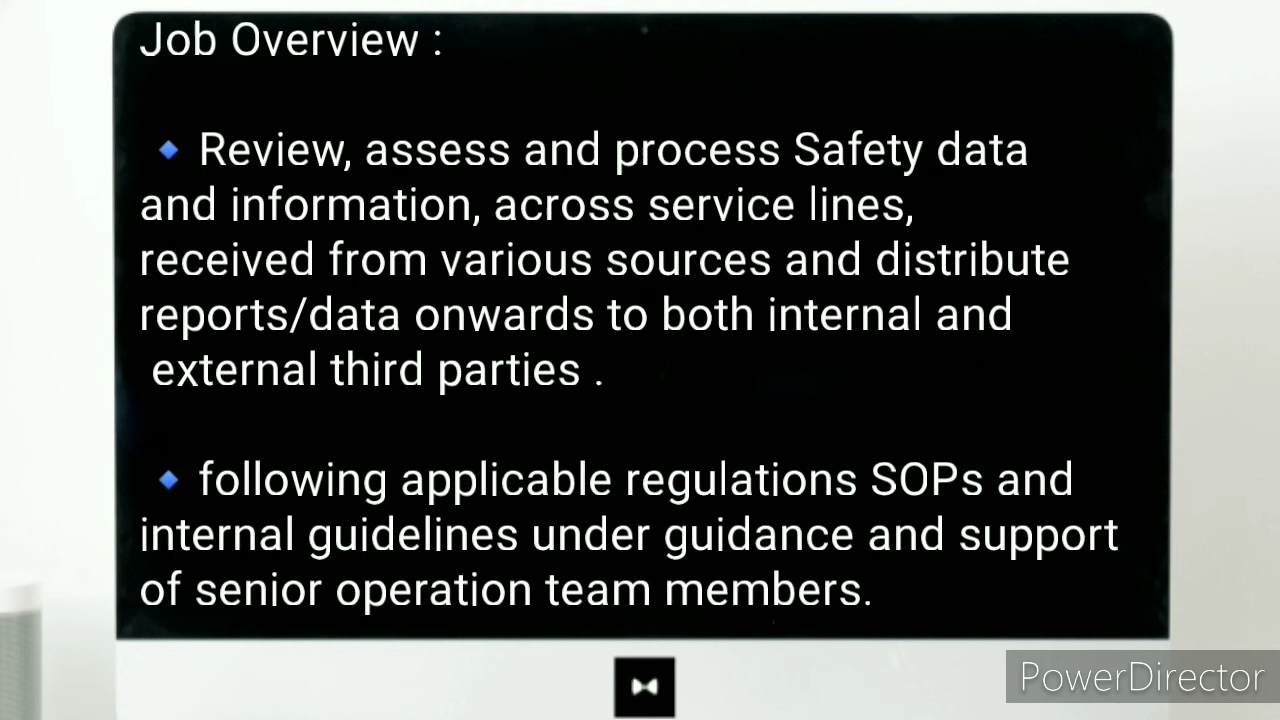 Job Overview :
🔹 Review, assess and process Safety data
and information, across service lines,
received from various sources and distribute
reports/data onwards to both internal and
external third parties .
🔹 following applicable regulations SOPs and
internal guidelines under guidance and support
of senior operation team members.
PowerDirector